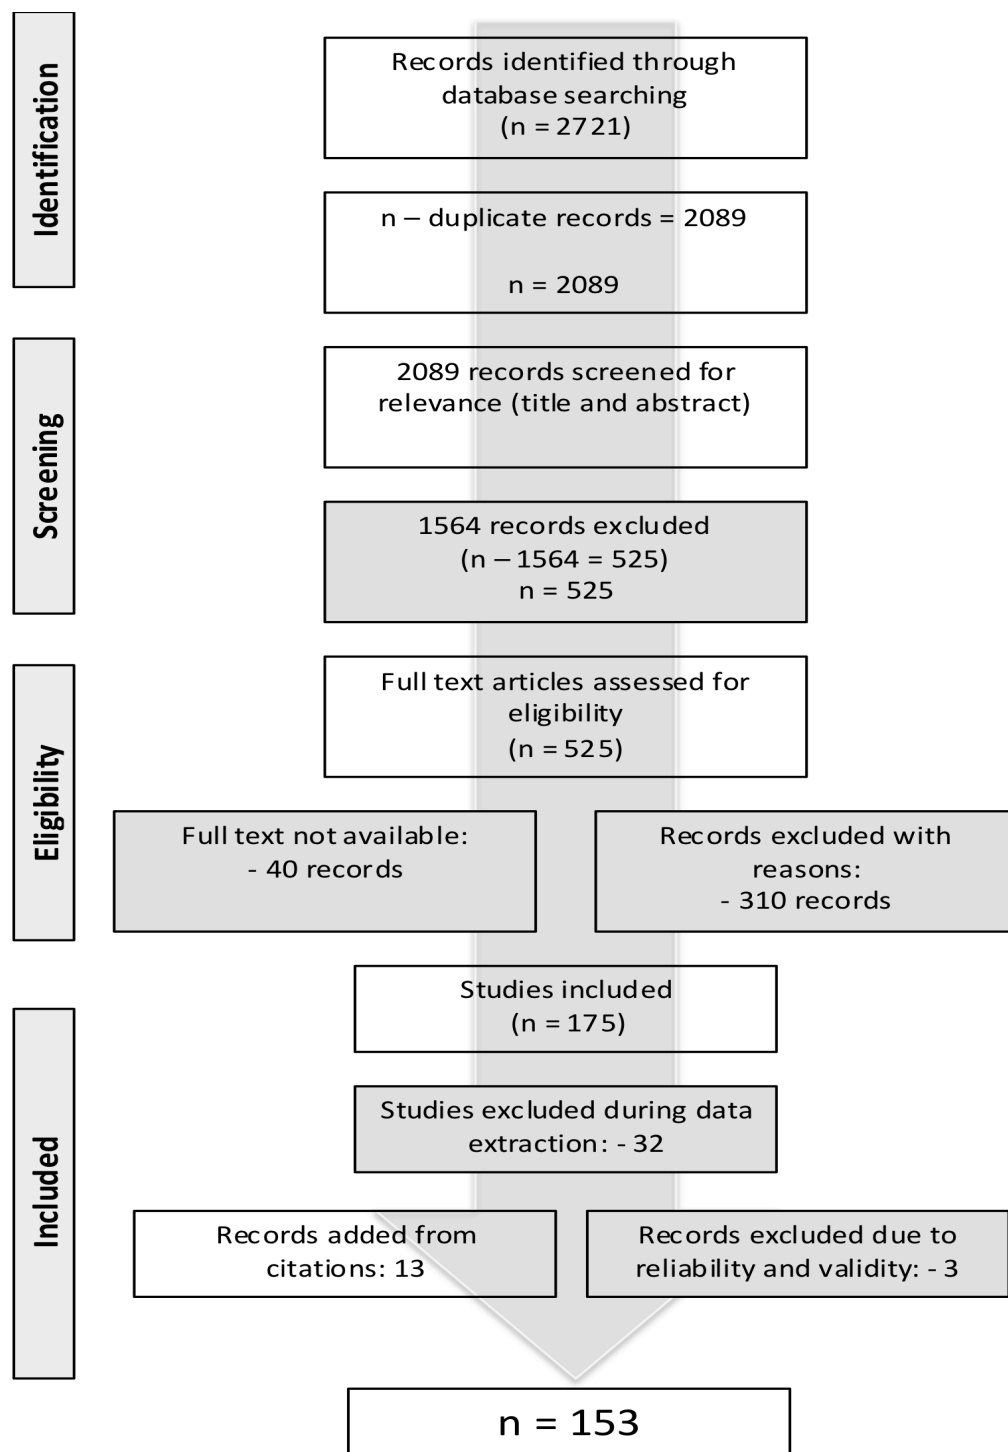 Identification
Records identified through
database searching
(n = 2721)
n – duplicate records = 2089
n = 2089
Screening
2089 records screened for
relevance (title and abstract)
1564 records excluded
(n – 1564 = 525)
n = 525
Eligibility
Full text articles assessed for
eligibility
(n = 525)
Full text not available:
- 40 records
Records excluded with
reasons:
- 310 records
Included
Studies included
(n = 175)
Studies excluded during data
extraction: - 32
Records added from
citations: 13
Records excluded due to
reliability and validity: - 3
n = 153